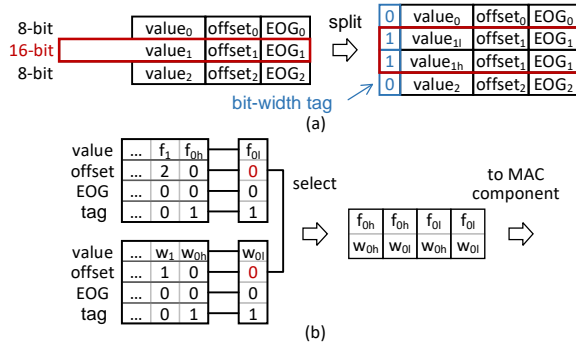 8-bit value₀ offset₀ EOG₀ split 0 value₀ offset₀ EOG₀
16-bit value₁ offset₁ EOG₁ 1 value₁ₗ offset₁ EOG₁
8-bit value₂ offset₂ EOG₂ 1 value₁ₕ offset₁ EOG₁
0 value₂ offset₂ EOG₂
bit-width tag
(a)
value ... f₁ f₀ₕ f₀ₗ
offset ... 2 0 0
EOG ... 0 0 0
tag ... 0 1 1
select
to MAC
component
f₀ₕ f₀ₕ f₀ₗ f₀ₗ
w₀ₕ w₀ₗ w₀ₕ w₀ₗ
value ... w₁ w₀ₕ w₀ₗ
offset ... 1 0 0
EOG ... 0 0 0
tag ... 0 1 1
(b)